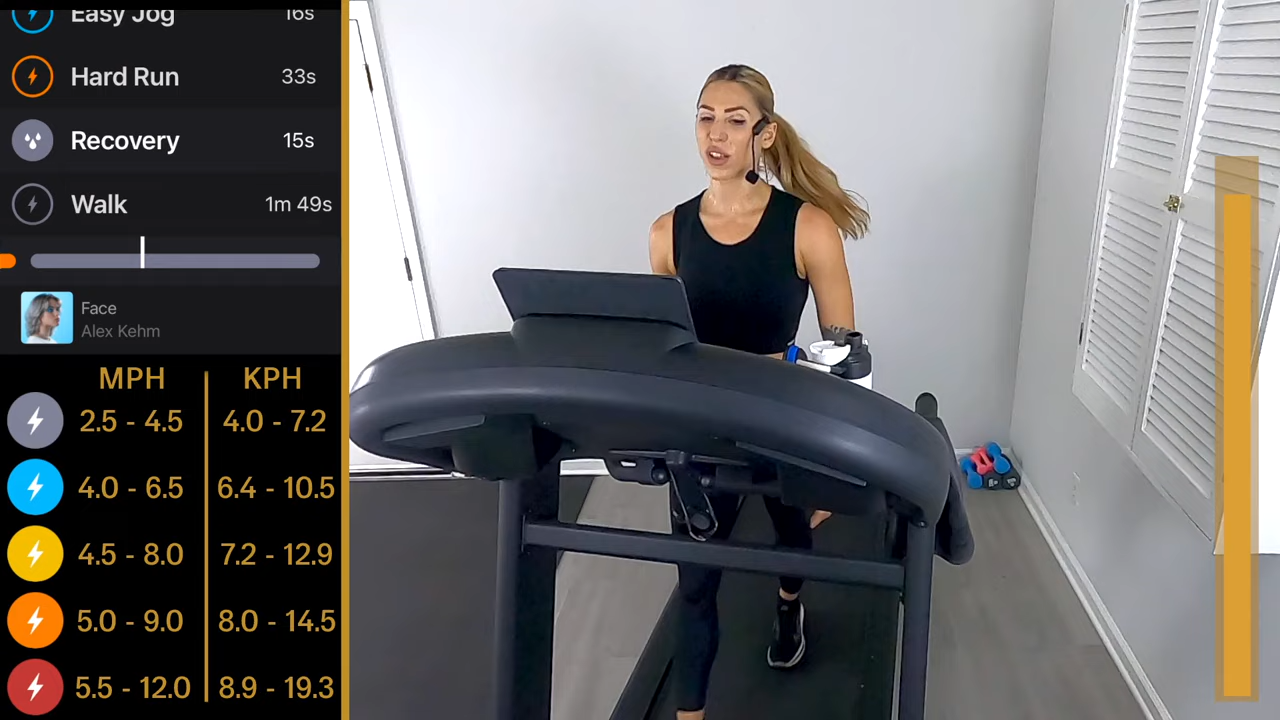 Easy Jog 16s
Hard Run 33s
Recovery 15s
Walk 1m 49s
Face
Alex Kehm
MPH KPH
2.5 - 4.5 4.0 - 7.2
4.0 - 6.5 6.4 - 10.5
4.5 - 8.0 7.2 - 12.9
5.0 - 9.0 8.0 - 14.5
5.5 - 12.0 8.9 - 19.3